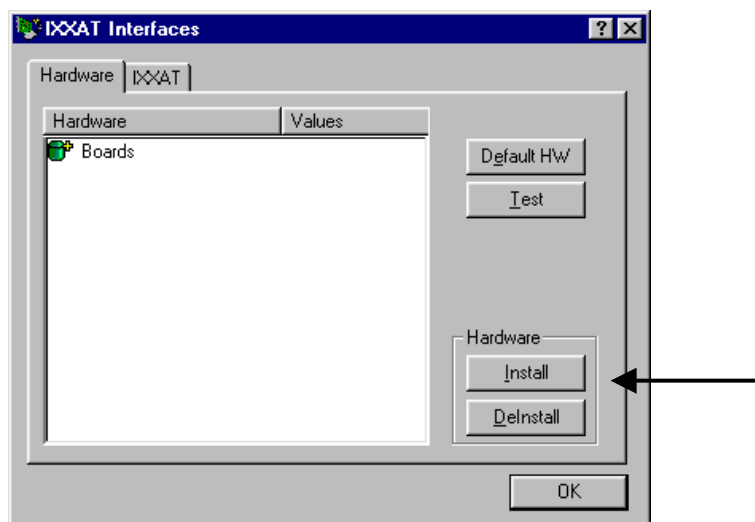 IXXAT Interfaces
Hardware IXXAT
Hardware Values
Boards
Default HW
Test
Hardware
Install
DeInstall
OK